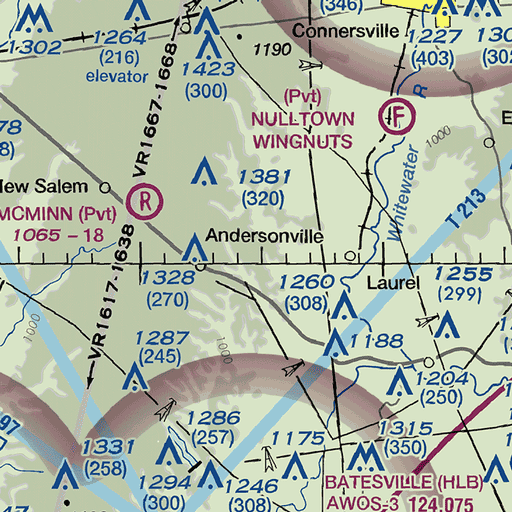 (346)
Connersville
1302
1264
(216)
elevator
1423
(300)
1190
1227
(403)
VR1667-1668
(Pvt)
NULLTOWN
WINGNUTS
F
R
1000
New Salem
R
MCMINN (Pvt)
1065 - 18
1381
(320)
Whitewater
T 213
Andersonville
VR1617-1638
1328
(270)
1260
(308)
Laurel
1255
(299)
1000
1000
1287
(245)
1188
1204
(250)
1286
(257)
1175
1315
(350)
1331
(258)
1294
(300)
1246
(308)
BATESVILLE (HLB)
AWOS-3 124.075